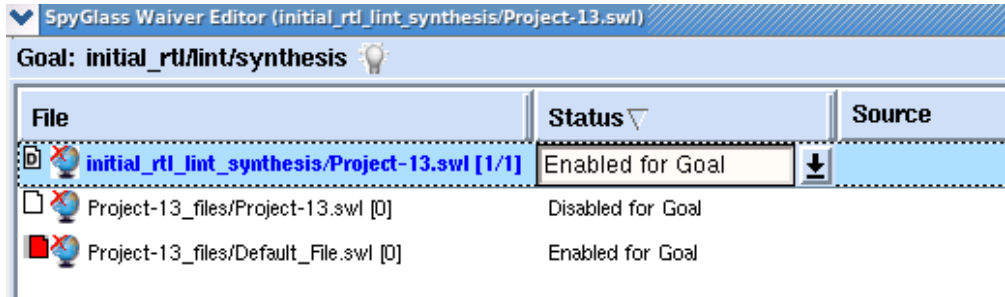 SpyGlass Waiver Editor (initial_rtl_lint_synthesis/Project-13.swl)
Goal: initial_rtl/lint/synthesis
File Status Source
D initial_rtl_lint_synthesis/Project-13.swl [1/1] Enabled for Goal
Project-13_files/Project-13.swl [0] Disabled for Goal
Project-13_files/Default_File.swl [0] Enabled for Goal